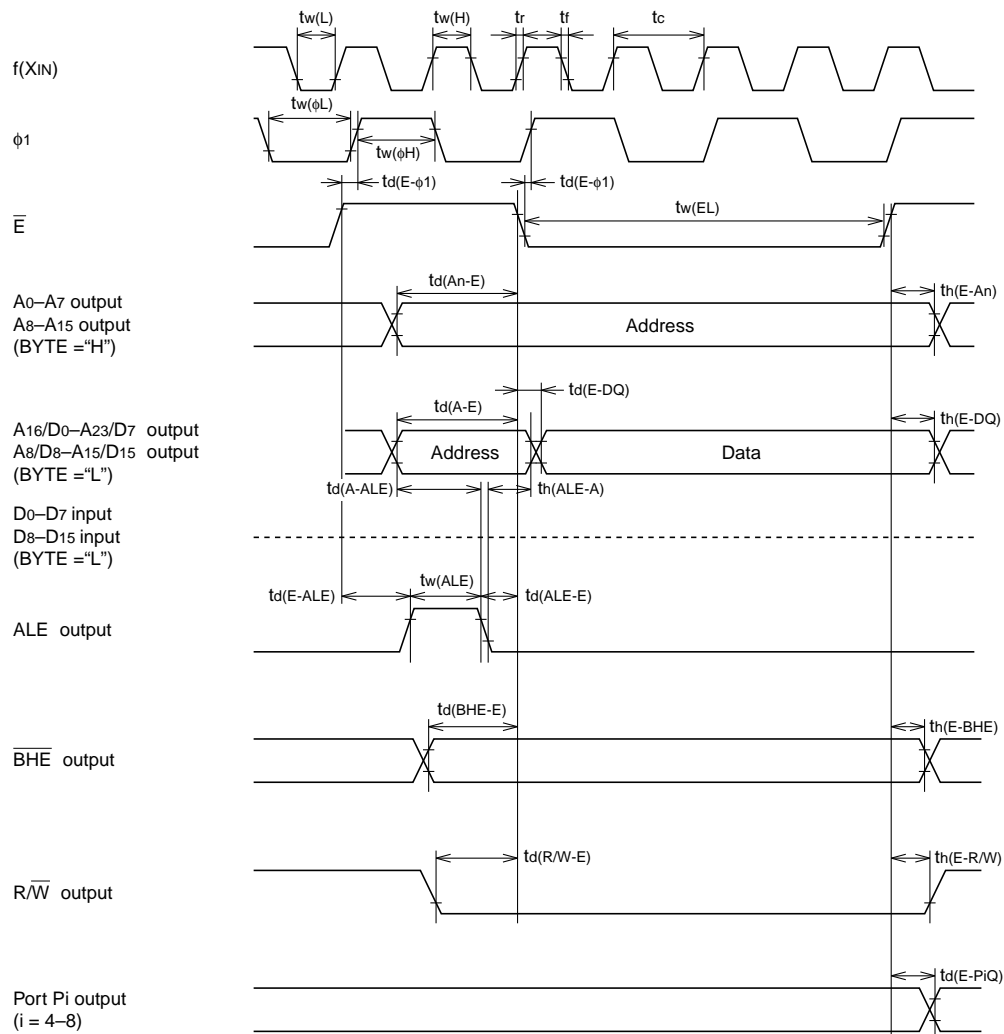 tw(L) tw(H) tr tf tc
f(XIN)
tw(ϕL)
ϕ1
tw(ϕH)
td(E-ϕ1) td(E-ϕ1)
tw(EL)
E̅
td(An-E) th(E-An)
A0–A7 output
A8–A15 output
(BYTE =“H”)
Address
td(E-DQ)
td(A-E) th(E-DQ)
A16/D0–A23/D7 output
A8/D8–A15/D15 output
(BYTE =“L”)
Address Data
td(A-ALE) th(ALE-A)
D0–D7 input
D8–D15 input
(BYTE =“L”)
tw(ALE)
td(E-ALE) td(ALE-E)
ALE output
td(BHE-E) th(E-BHE)
B̅H̅E̅ output
td(R/W-E) th(E-R/W)
R/W̅ output
td(E-PiQ)
Port Pi output
(i = 4–8)